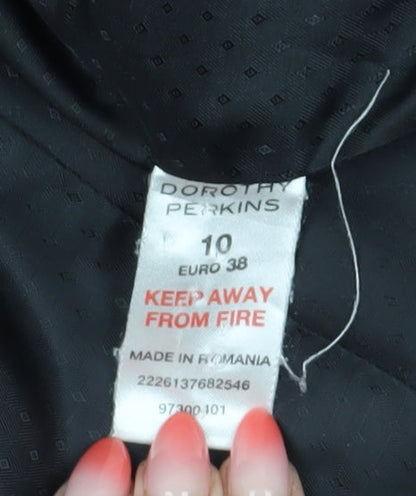 DOROTHY
PERKINS
10
EURO 38
KEEP AWAY
FROM FIRE
MADE IN ROMANIA
2226137682546
97300101